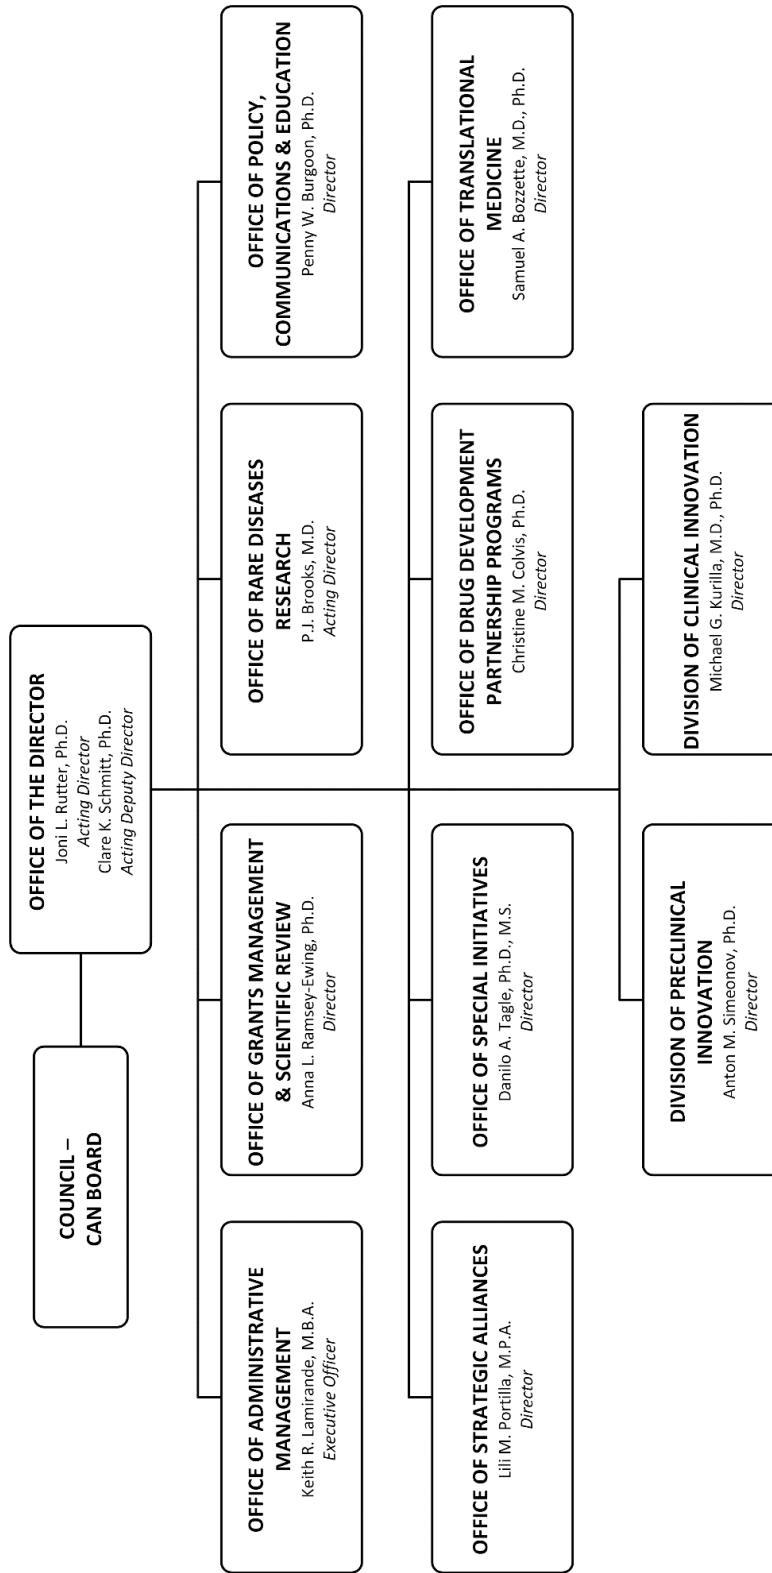 OFFICE OF THE DIRECTOR
Joni L. Rutter, Ph.D.
Acting Director
Clare K. Schmitt, Ph.D.
Acting Deputy Director
COUNCIL –
CAN BOARD
OFFICE OF ADMINISTRATIVE
MANAGEMENT
Keith R. Lamirande, M.B.A.
Executive Officer
OFFICE OF GRANTS MANAGEMENT
& SCIENTIFIC REVIEW
Anna L. Ramsey-Ewing, Ph.D.
Director
OFFICE OF RARE DISEASES
RESEARCH
P.J. Brooks, M.D.
Acting Director
OFFICE OF POLICY,
COMMUNICATIONS & EDUCATION
Penny W. Burgoon, Ph.D.
Director
OFFICE OF STRATEGIC ALLIANCES
Lili M. Portilla, M.P.A.
Director
OFFICE OF SPECIAL INITIATIVES
Danilo A. Tagle, Ph.D., M.S.
Director
OFFICE OF DRUG DEVELOPMENT
PARTNERSHIP PROGRAMS
Christine M. Colvis, Ph.D.
Director
OFFICE OF TRANSLATIONAL
MEDICINE
Samuel A. Bozzette, M.D., Ph.D.
Director
DIVISION OF PRECLINICAL
INNOVATION
Anton M. Simeonov, Ph.D.
Director
DIVISION OF CLINICAL INNOVATION
Michael G. Kurilla, M.D., Ph.D.
Director